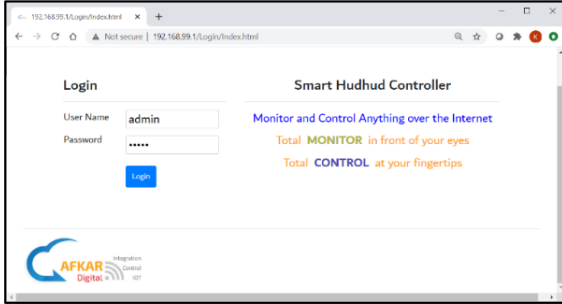 192.168.99.1/Login/Index.html
Not secure | 192.168.99.1/Login/Index.html
K
Login
User Name admin
Password •••••
Login
Smart Hudhud Controller
Monitor and Control Anything over the Internet
Total MONITOR in front of your eyes
Total CONTROL at your fingertips
AFKAR
Digital
Integration
Control
IOT